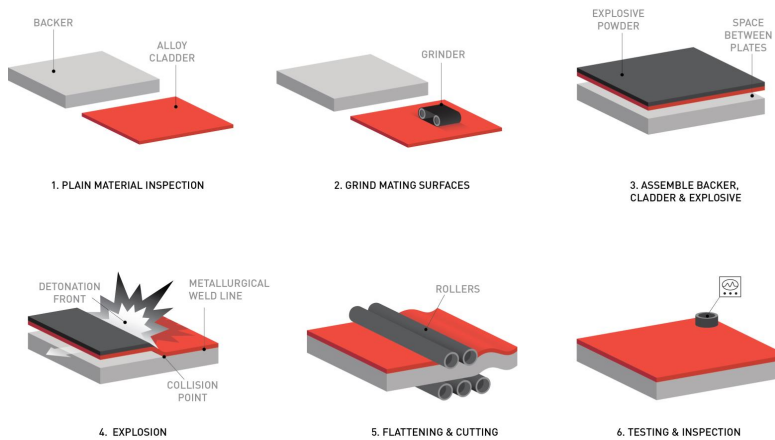 BACKER
ALLOY
CLADDER
1. PLAIN MATERIAL INSPECTION
GRINDER
2. GRIND MATING SURFACES
EXPLOSIVE
POWDER
SPACE
BETWEEN
PLATES
3. ASSEMBLE BACKER,
CLADDER & EXPLOSIVE
DETONATION
FRONT
METALLURGICAL
WELD LINE
COLLISION
POINT
4. EXPLOSION
ROLLERS
5. FLATTENING & CUTTING
6. TESTING & INSPECTION